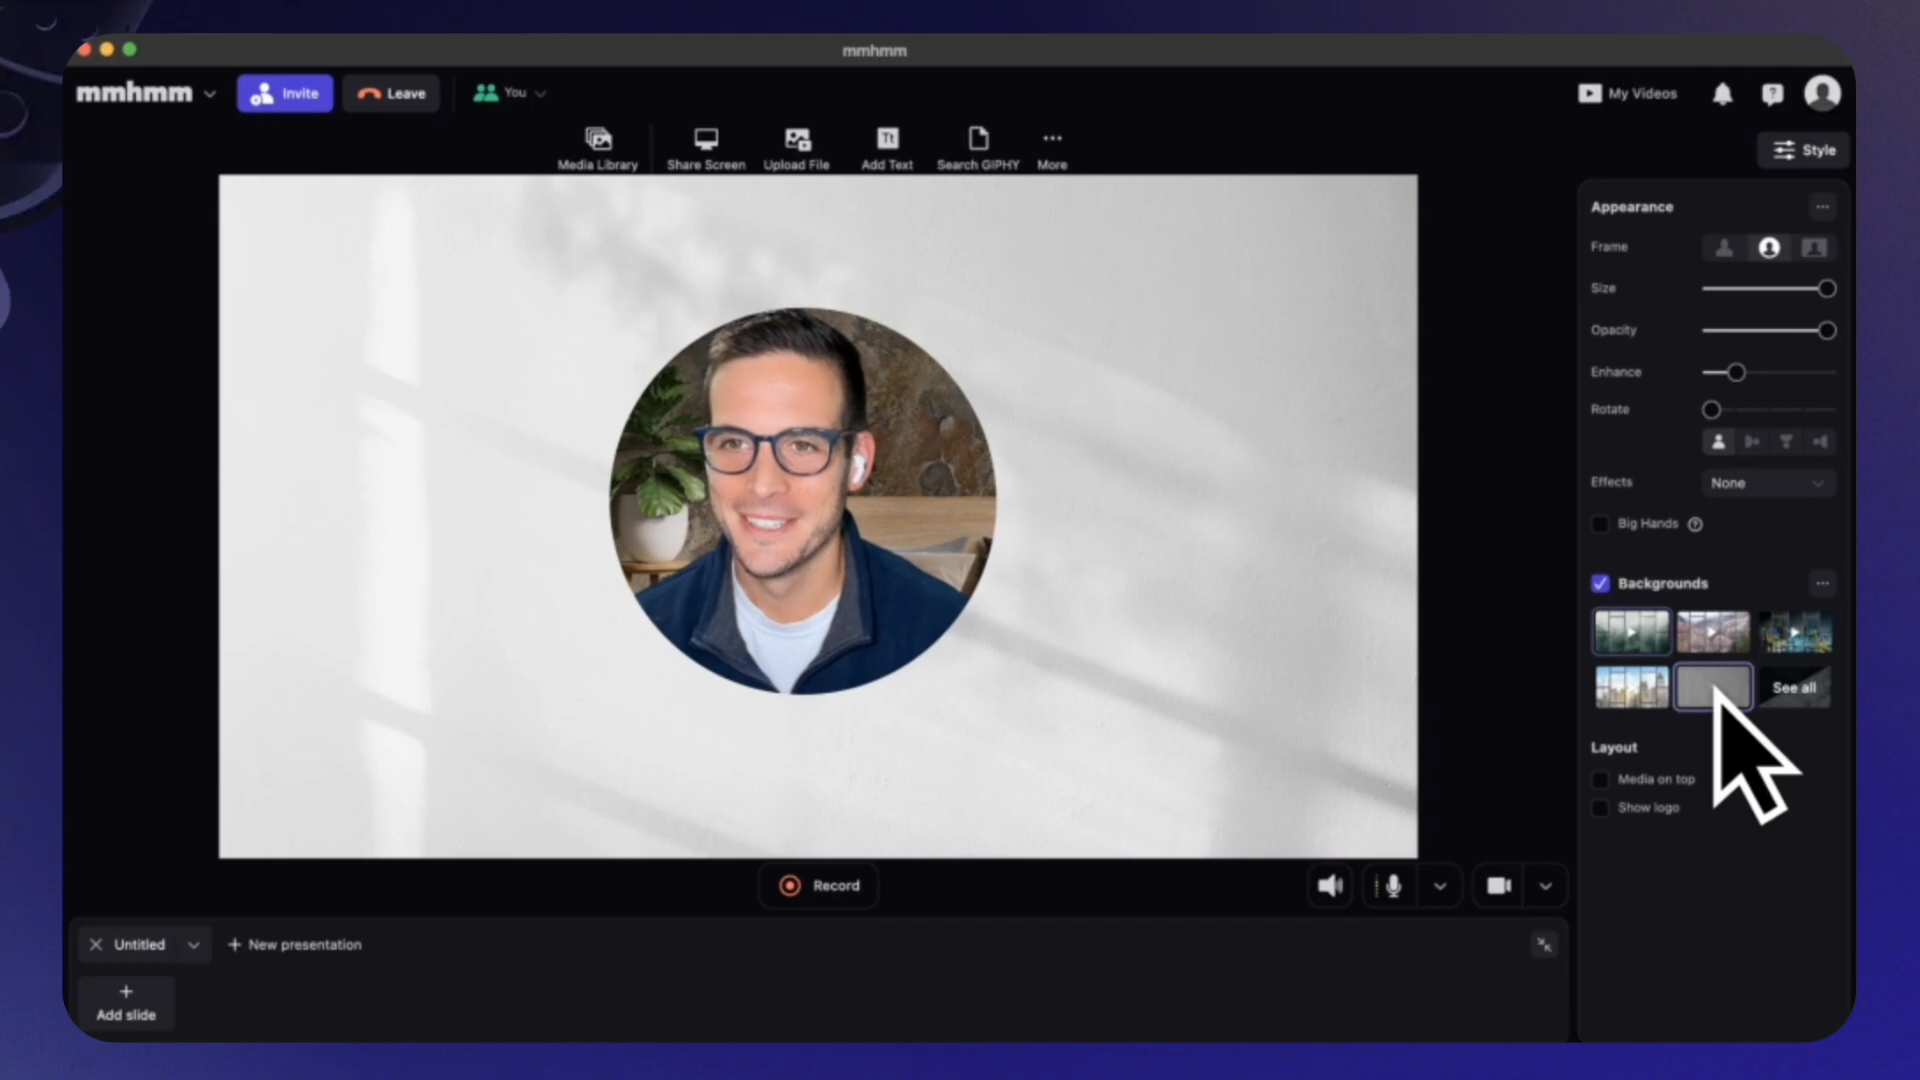 mmhmm
mmhmm
Invite
Leave
You
My Videos
Media Library
Share Screen
Upload File
Tt
Add Text
Search GIPHY
More
Style
Appearance
Frame
Size
Opacity
Enhance
Rotate
Effects
None
Big Hands
Backgrounds
See all
Layout
Media on top
Show logo
Record
Untitled
New presentation
Add slide